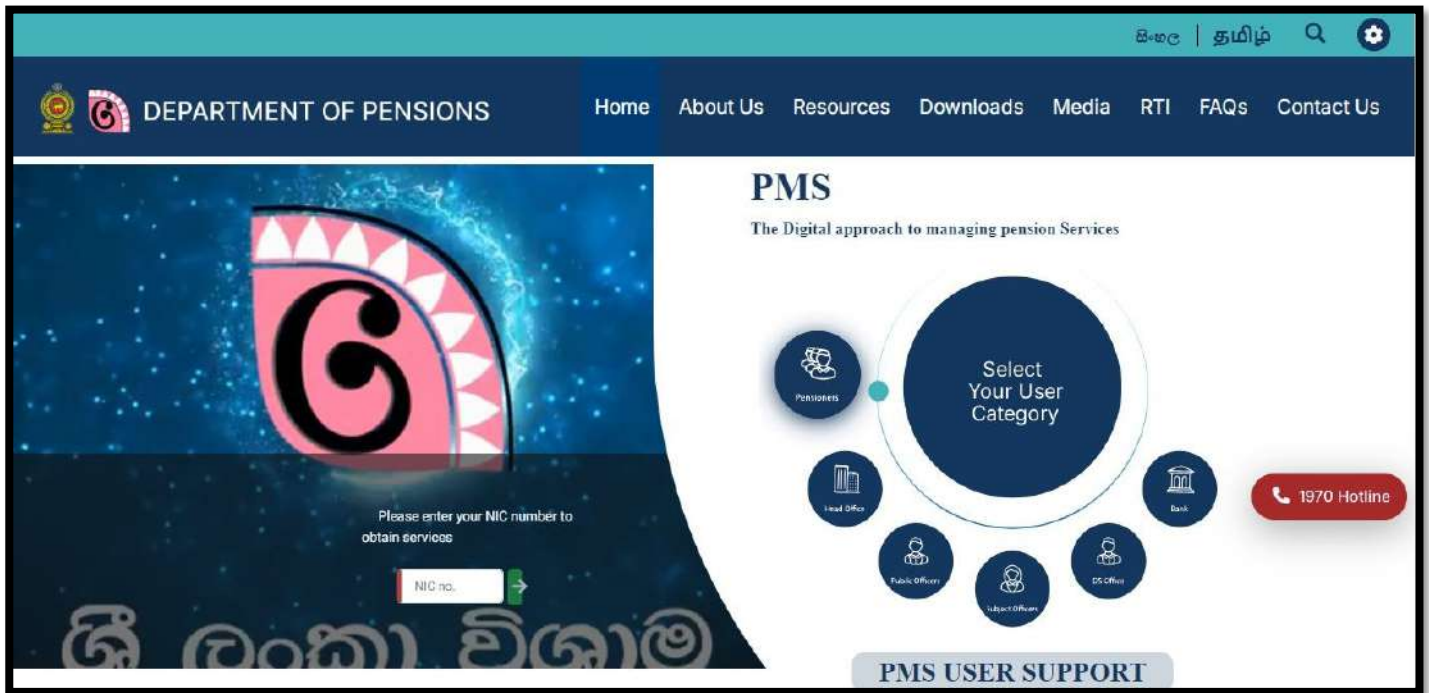 සිංහල | தமிழ்
DEPARTMENT OF PENSIONS
Home About Us Resources Downloads Media RTI FAQs Contact Us
PMS
The Digital approach to managing pension Services
Select
Your User
Category
Pensioners
Head Office
Bank
1970 Hotline
Public Officers
DS Office
Subject Officers
Please enter your NIC number to
obtain services
NIC no.
ශ්‍රී ලංකා විශ්‍රාම
PMS USER SUPPORT